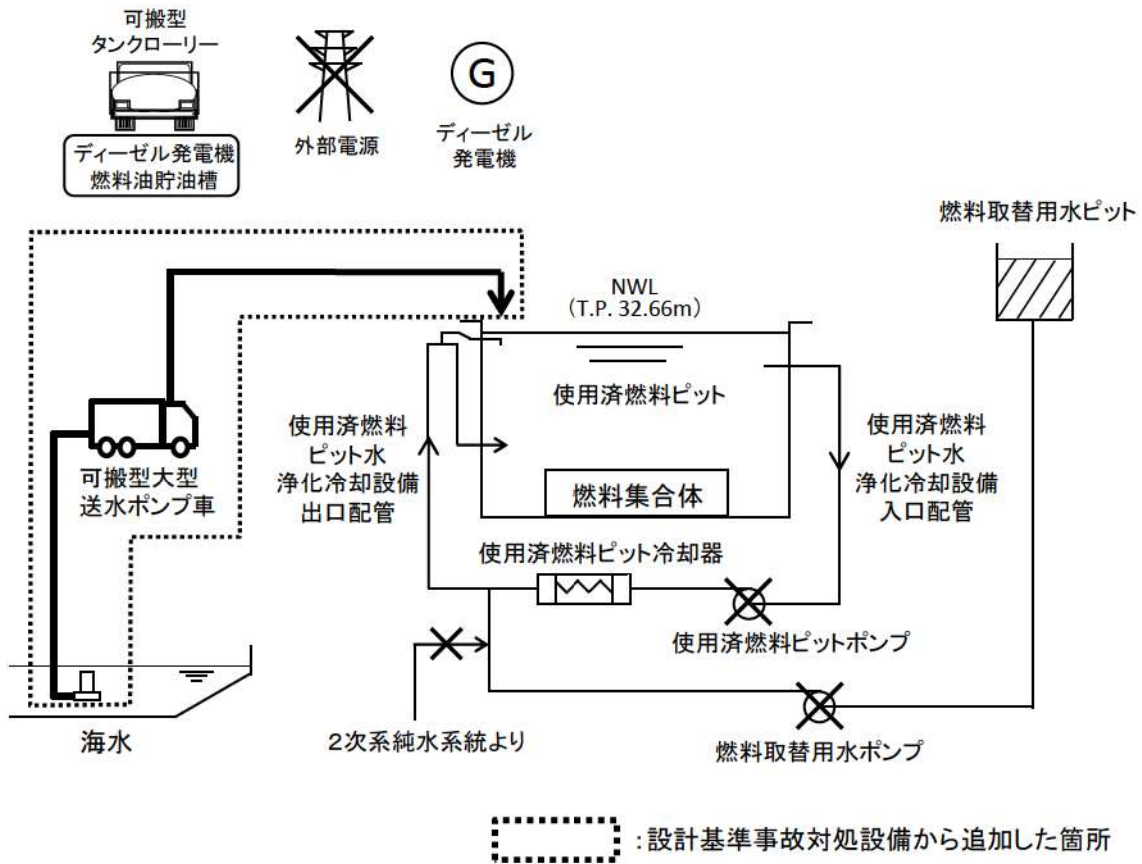 可搬型
タンクローリー
ディーゼル発電機
燃料油貯油槽
外部電源
G
ディーゼル
発電機
燃料取替用水ピット
NWL
(T.P. 32.66m)
使用済燃料ピット
使用済燃料
ピット水
浄化冷却設備
出口配管
使用済燃料
ピット水
浄化冷却設備
入口配管
可搬型大型
送水ポンプ車
燃料集合体
使用済燃料ピット冷却器
使用済燃料ピットポンプ
海水
2次系純水系統より
燃料取替用水ポンプ
:設計基準事故対処設備から追加した箇所